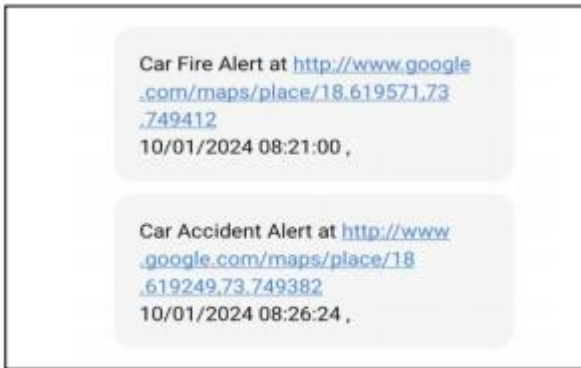 Car Fire Alert at http://www.google
.com/maps/place/18.619571,73
.749412
10/01/2024 08:21:00 ,
Car Accident Alert at http://www
.google.com/maps/place/18
.619249,73.749382
10/01/2024 08:26:24 ,